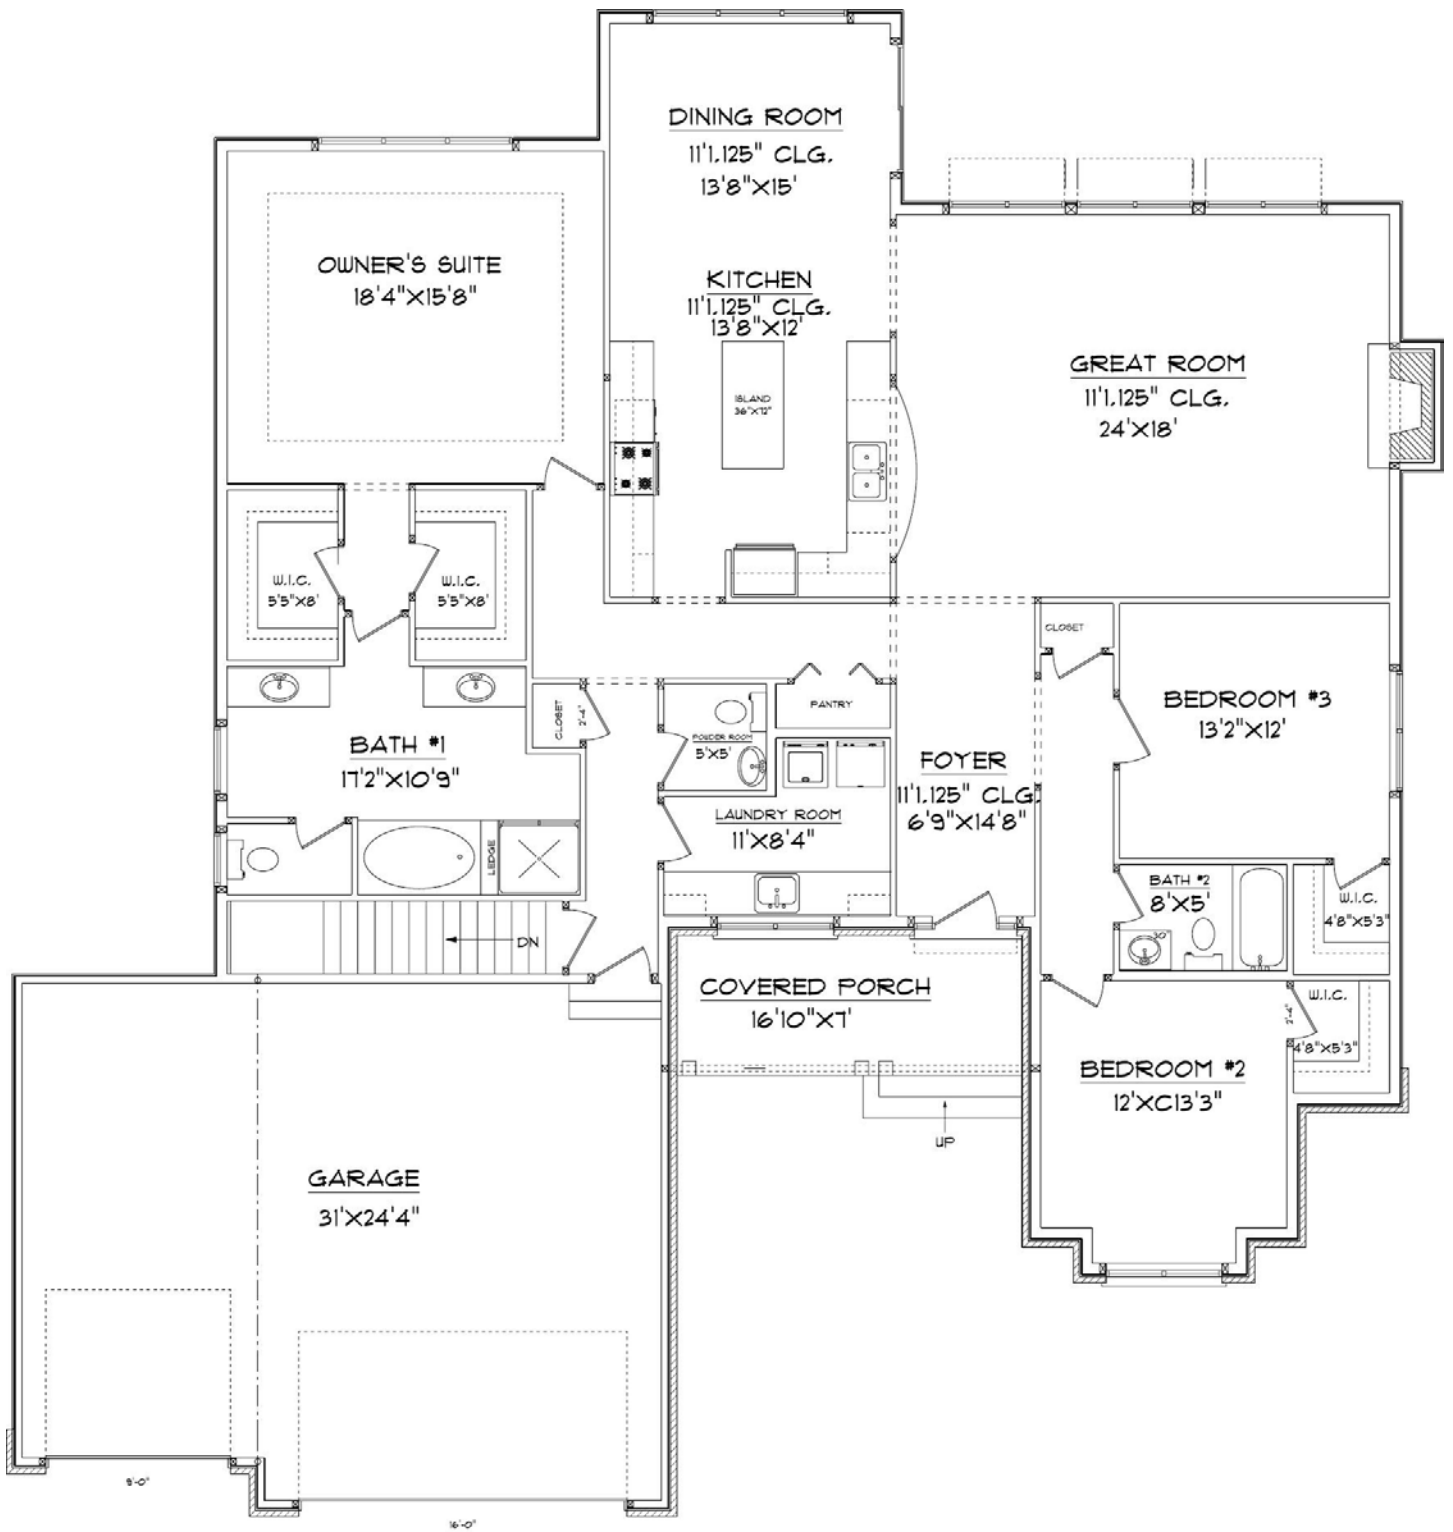 DINING ROOM
11'1.125" CLG.
13'8"X15'
OWNER'S SUITE
18'4"X15'8"
KITCHEN
11'1.125" CLG.
13'8"X12'
ISLAND
36"X72"
GREAT ROOM
11'1.125" CLG.
24'X18'
W.I.C.
5'5"X8'
W.I.C.
5'5"X8'
CLOSET
BEDROOM #3
13'2"X12'
CLOSET
2'-4"
PANTRY
POWDER ROOM
5'X5'
BATH #1
17'2"X10'9"
FOYER
11'1.125" CLG.
6'9"X14'8"
LAUNDRY ROOM
11'X8'4"
LEDGE
BATH #2
8'X5'
30
W.I.C.
4'8"X5'3"
DN
COVERED PORCH
16'10"X7'
W.I.C.
4'8"X5'3"
2'-4"
BEDROOM #2
12'XC13'3"
UP
GARAGE
31'X24'4"
16'-0"